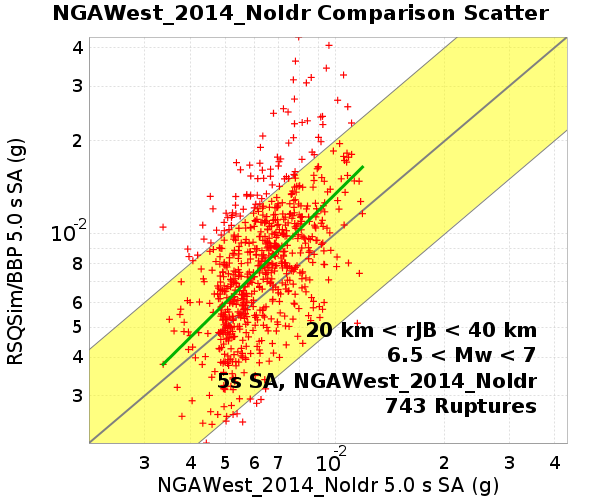 NGAWest_2014_NoIdr Comparison Scatter
RSQSim/BBP 5.0 s SA (g)
4
3
2
10^-2
8
6
5
4
3
20 km < rJB < 40 km
6.5 < Mw < 7
5s SA, NGAWest_2014_NoIdr
743 Ruptures
3 4 5 6 7 10^-2 2 3 4
NGAWest_2014_NoIdr 5.0 s SA (g)